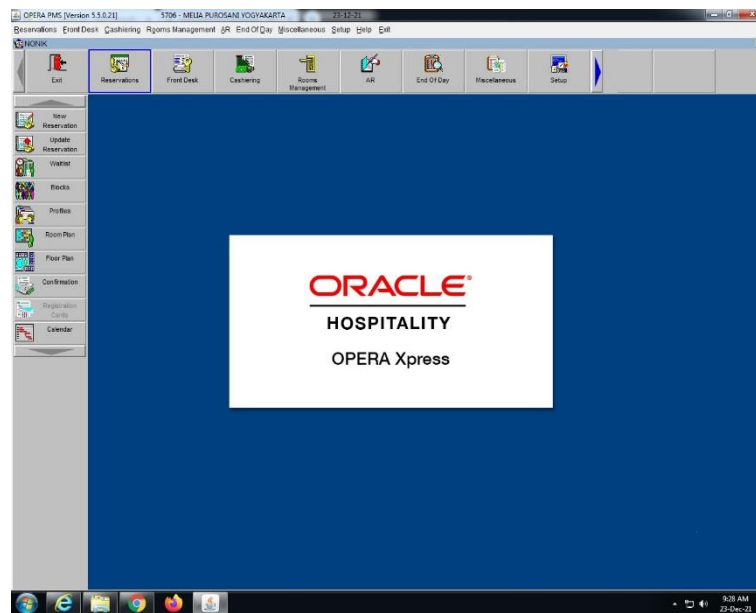 OPERA PMS [Version 5.5.0.21] 5706 - MELIA PUROSANI YOGYAKARTA 23-12-21
Reservations Front Desk Cashiering Rooms Management AR End Of Day Miscellaneous Setup Help Exit
NONIK
Exit
Reservations
Front Desk
Cashiering
Rooms
Management
AR
End Of Day
Miscellaneous
Setup
New
Reservation
Update
Reservation
Waitlist
Blocks
Profiles
Room Plan
Floor Plan
Confirmation
Registration
Cards
Calendar
ORACLE®
HOSPITALITY
OPERA Xpress
9:28 AM
23-Dec-21